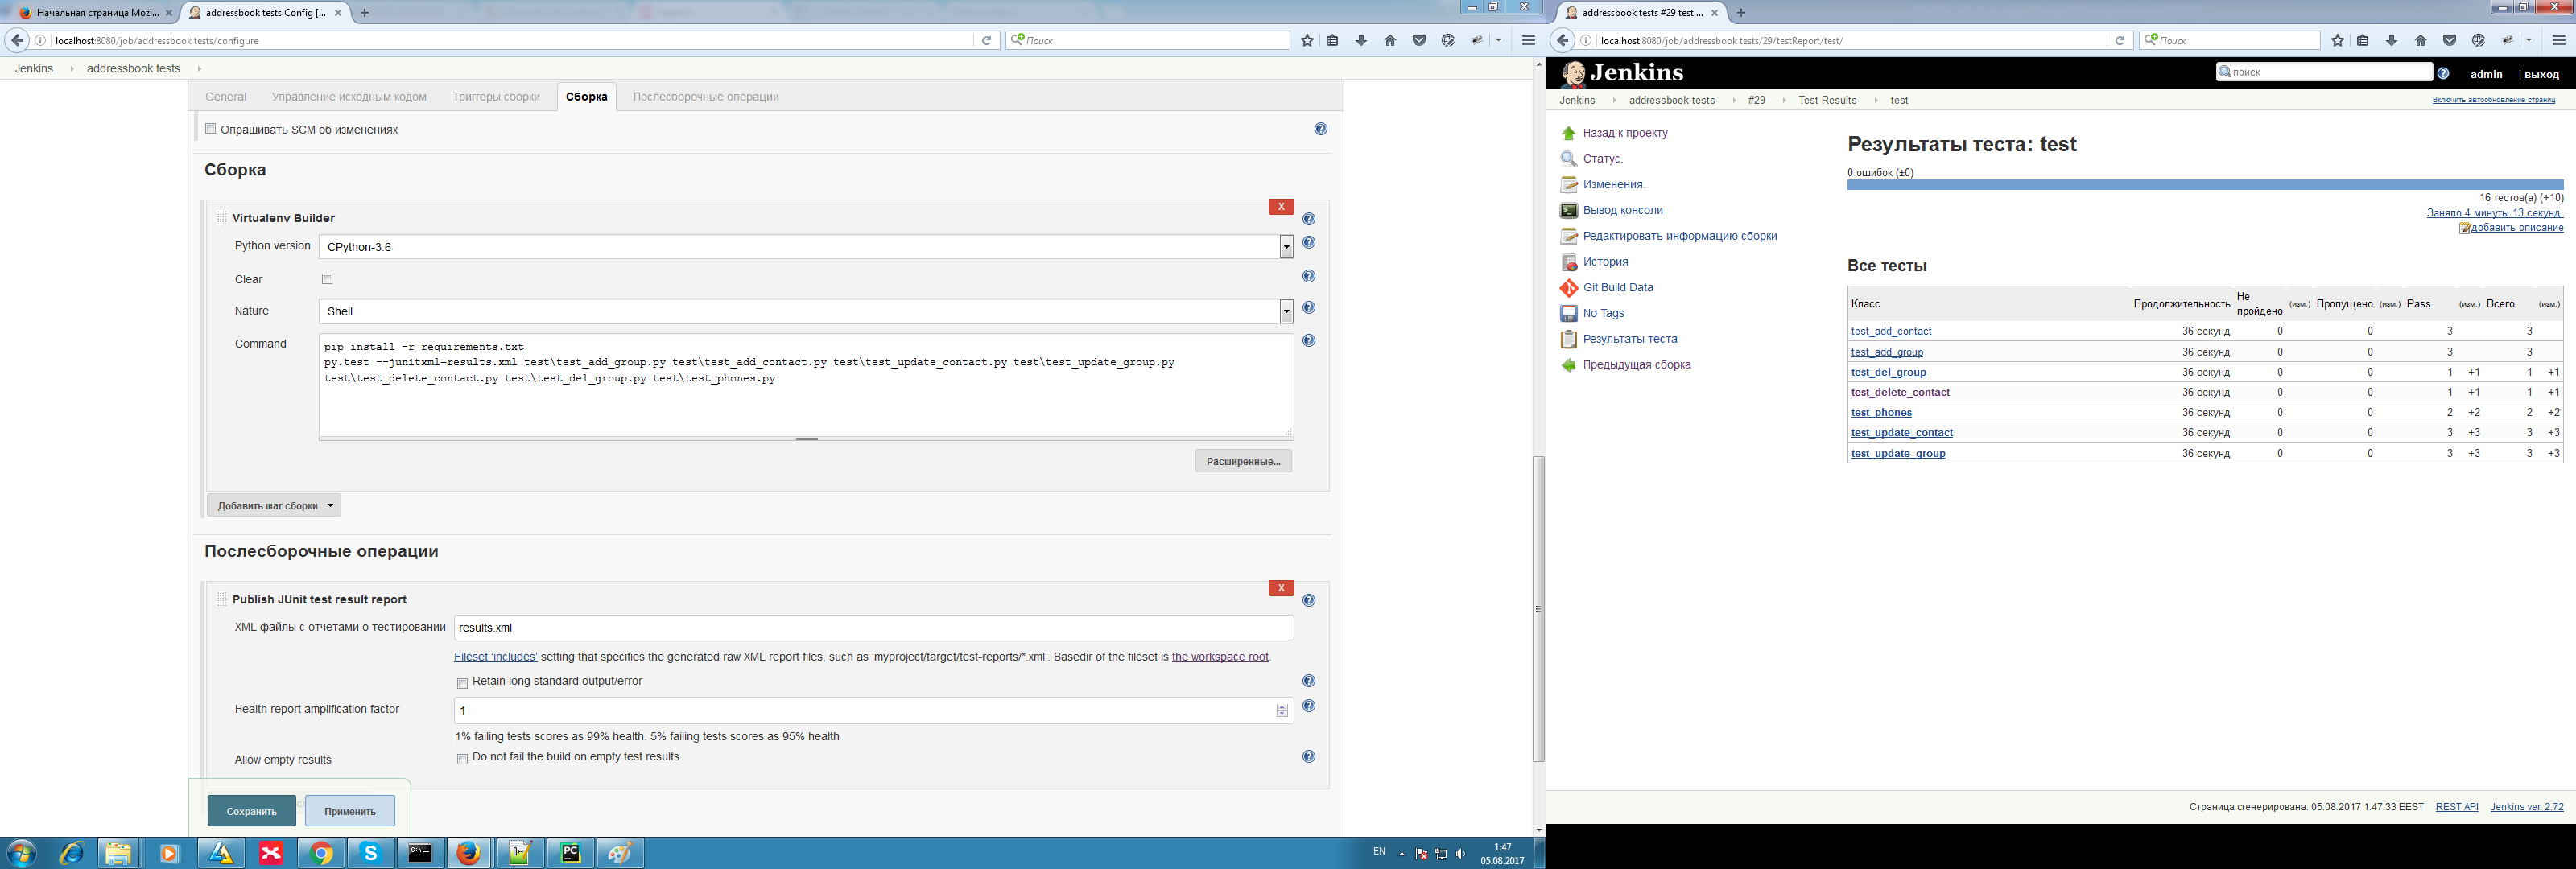 Начальная страница Mozi...
addressbook tests Config [...
localhost:8080/job/addressbook tests/configure
Поиск
Jenkins
addressbook tests
General
Управление исходным кодом
Триггеры сборки
Сборка
Послесборочные операции
Опрашивать SCM об изменениях
Сборка
X
Virtualenv Builder
Python version
CPython-3.6
Clear
Nature
Shell
Command
pip install -r requirements.txt
py.test --junitxml=results.xml test\test_add_group.py test\test_add_contact.py test\test_update_contact.py test\test_update_group.py
test\test_delete_contact.py test\test_del_group.py test\test_phones.py
Расширенные...
Добавить шаг сборки
Послесборочные операции
X
Publish JUnit test result report
XML файлы с отчетами о тестировании
results.xml
Fileset 'includes' setting that specifies the generated raw XML report files, such as 'myproject/target/test-reports/*.xml'. Basedir of the fileset is the workspace root.
Retain long standard output/error
Health report amplification factor
1
1% failing tests scores as 99% health. 5% failing tests scores as 95% health
Allow empty results
Do not fail the build on empty test results
Сохранить
Применить
EN
1:47
05.08.2017
addressbook tests #29 test ...
localhost:8080/job/addressbook tests/29/testReport/test/
Поиск
Jenkins
поиск
admin
| выход
Jenkins
addressbook tests
#29
Test Results
test
Включить автообновление страниц
Назад к проекту
Статус.
Изменения.
Вывод консоли
Редактировать информацию сборки
История
Git Build Data
No Tags
Результаты теста
Предыдущая сборка
Результаты теста: test
0 ошибок (±0)
16 тестов(а) (+10)
Заняло 4 минуты 13 секунд.
добавить описание
Все тесты
Класс Продолжительность Не пройдено (изм.) Пропущено (изм.) Pass (изм.) Всего (изм.)
test_add_contact 36 секунд 0 0 3 3
test_add_group 36 секунд 0 0 3 3
test_del_group 36 секунд 0 0 1 +1 1 +1
test_delete_contact 36 секунд 0 0 1 +1 1 +1
test_phones 36 секунд 0 0 2 +2 2 +2
test_update_contact 36 секунд 0 0 3 +3 3 +3
test_update_group 36 секунд 0 0 3 +3 3 +3
Страница сгенерирована: 05.08.2017 1:47:33 EEST
REST API
Jenkins ver. 2.72